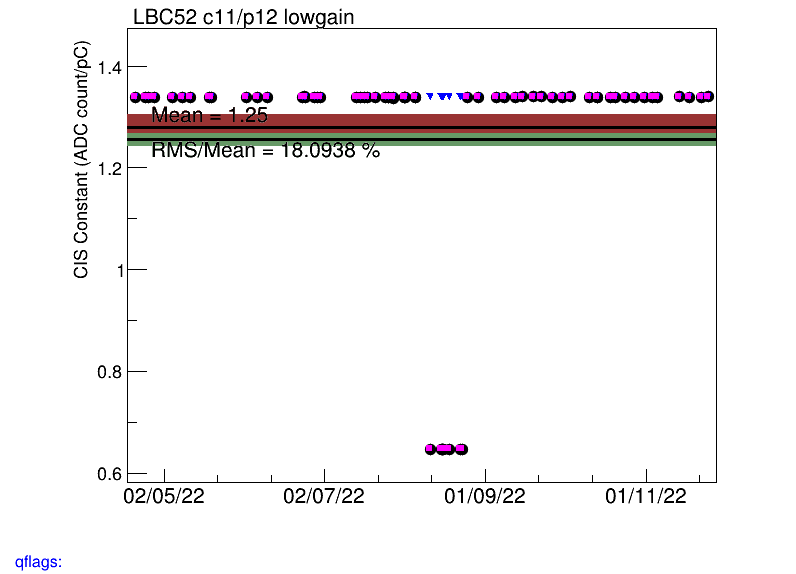 LBC52 c11/p12 lowgain
CIS Constant (ADC count/pC)
1.4
Mean = 1.25
RMS/Mean = 18.0938 %
1.2
1
0.8
0.6
02/05/22 02/07/22 01/09/22 01/11/22
qflags: